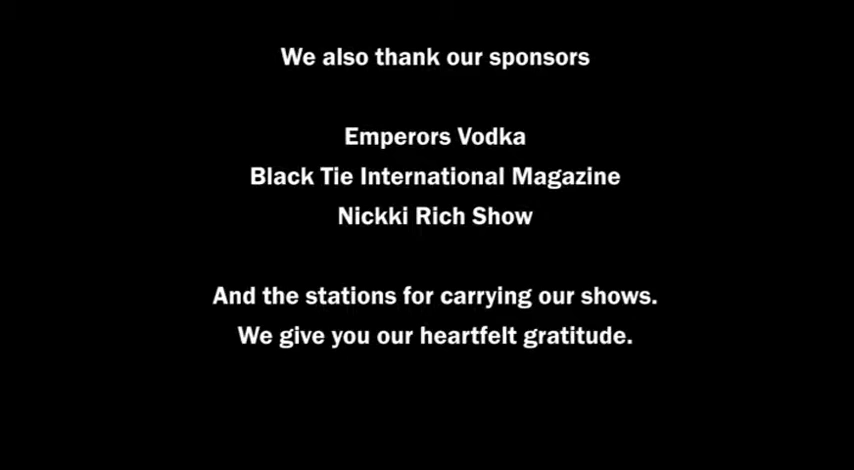 We also thank our sponsors
Emperors Vodka
Black Tie International Magazine
Nickki Rich Show
And the stations for carrying our shows.
We give you our heartfelt gratitude.